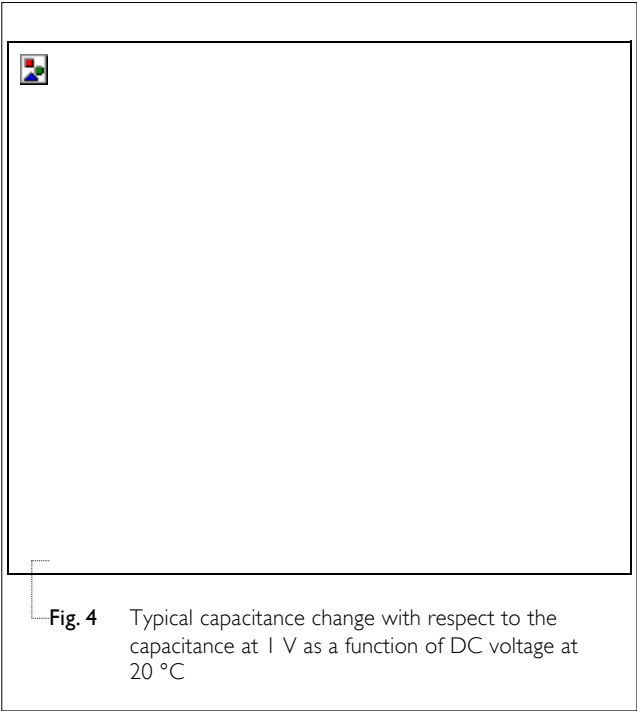 Fig. 4 Typical capacitance change with respect to the
capacitance at 1 V as a function of DC voltage at
20 °C